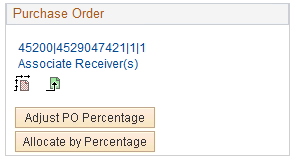 Purchase Order
45200|4529047421|1|1
Associate Receiver(s)
Adjust PO Percentage
Allocate by Percentage